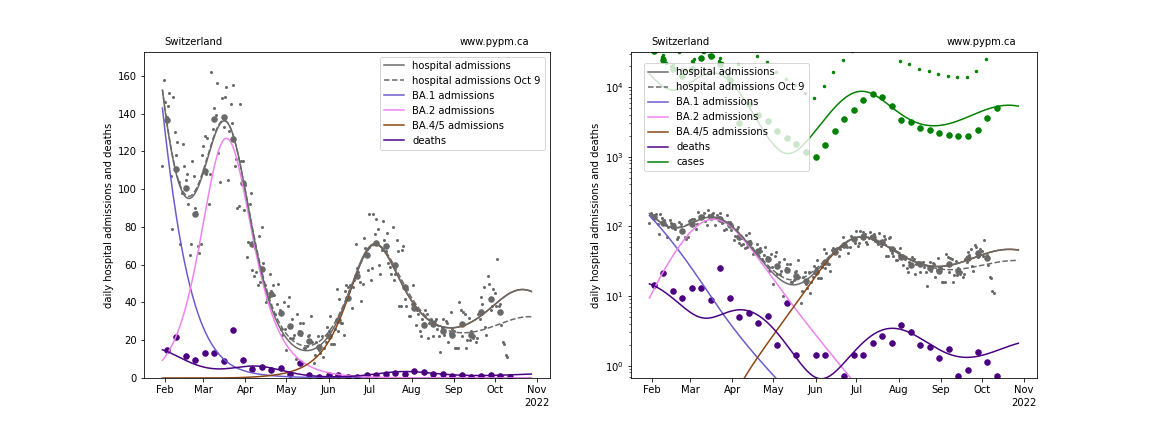 Switzerland www.pypm.ca
160
140
120
100
80
60
40
20
0
daily hospital admissions and deaths
hospital admissions
hospital admissions Oct 9
BA.1 admissions
BA.2 admissions
BA.4/5 admissions
deaths
Feb Mar Apr May Jun Jul Aug Sep Oct Nov
2022
Switzerland www.pypm.ca
10⁴
10³
10²
10¹
10⁰
daily hospital admissions and deaths
hospital admissions
hospital admissions Oct 9
BA.1 admissions
BA.2 admissions
BA.4/5 admissions
deaths
cases
Feb Mar Apr May Jun Jul Aug Sep Oct Nov
2022